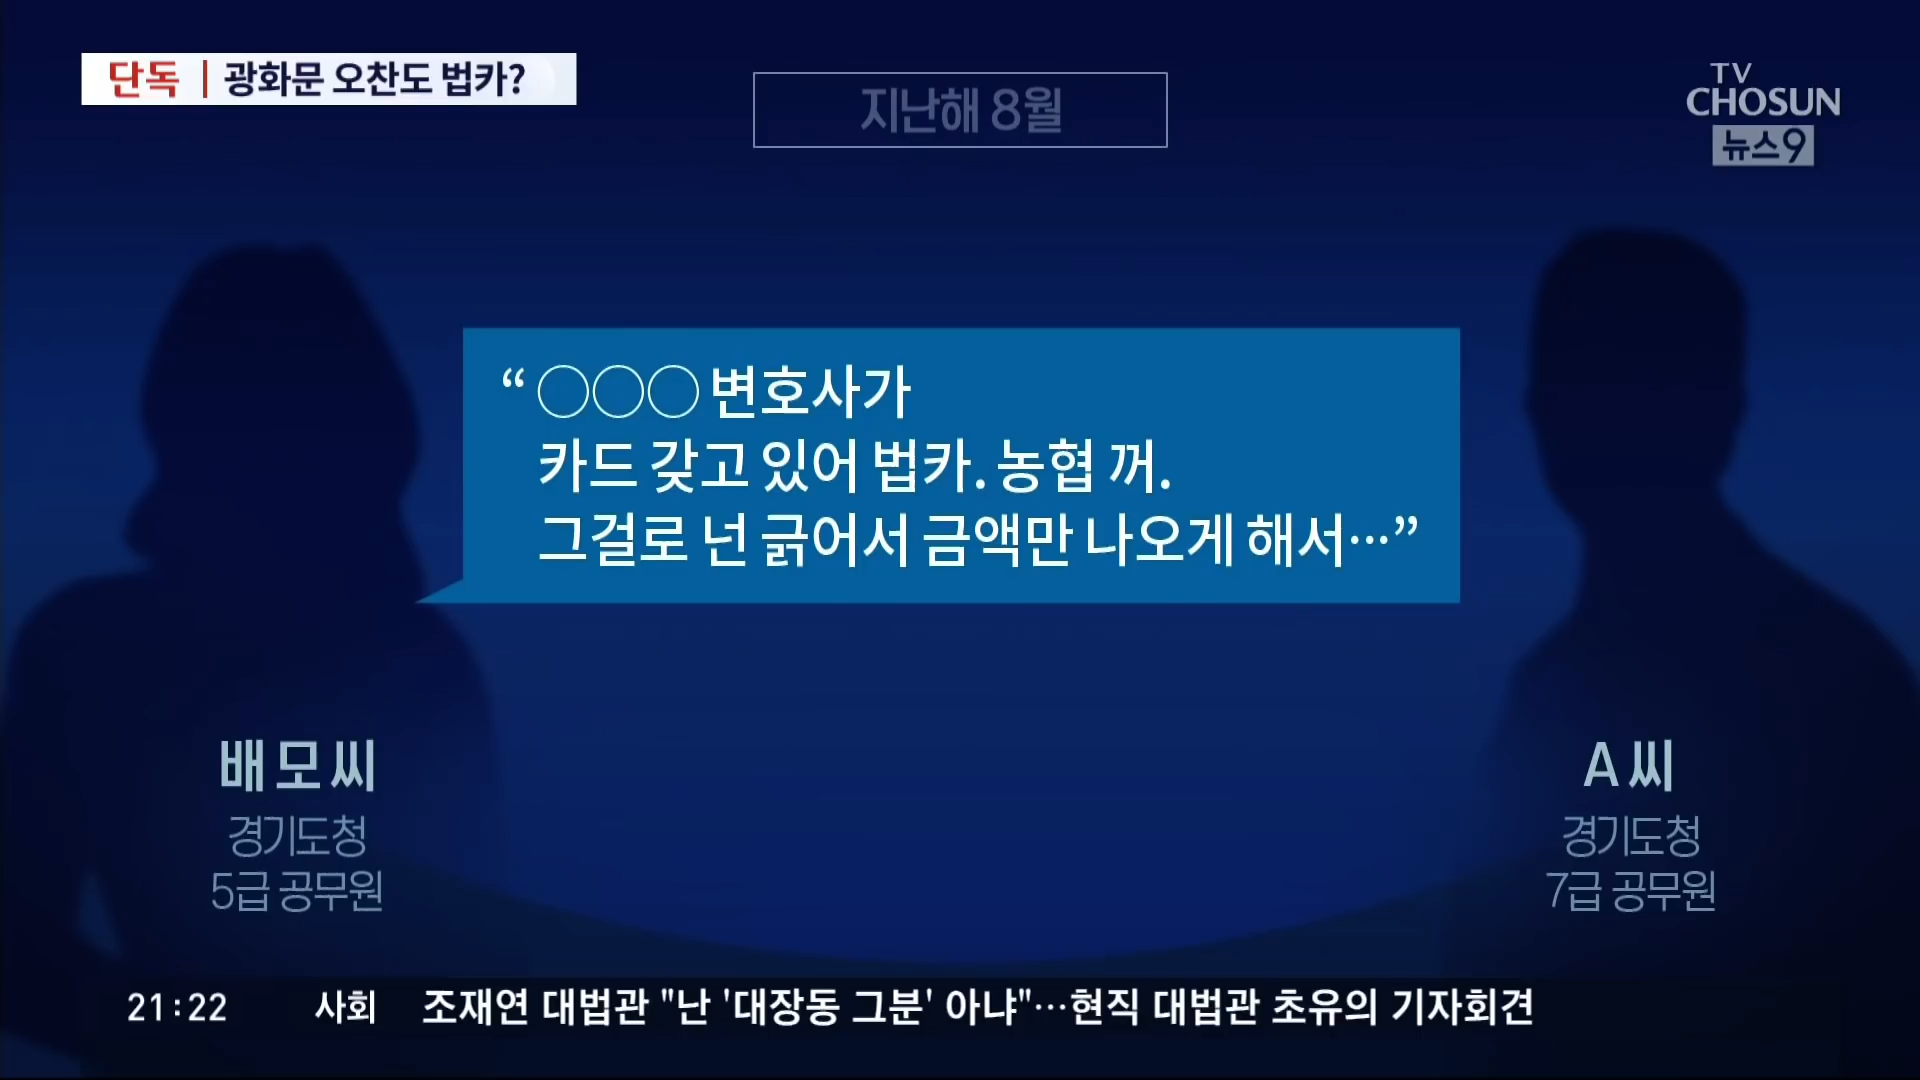 단독 | 광화문 오찬도 법카?
지난해 8월
TV
CHOSUN
뉴스9
“ ○○○ 변호사가
카드 갖고 있어 법카. 농협 꺼.
그걸로 넌 긁어서 금액만 나오게 해서…”
배모씨
경기도청
5급 공무원
A씨
경기도청
7급 공무원
21:22 사회 조재연 대법관 "난 '대장동 그분' 아냐"…현직 대법관 초유의 기자회견